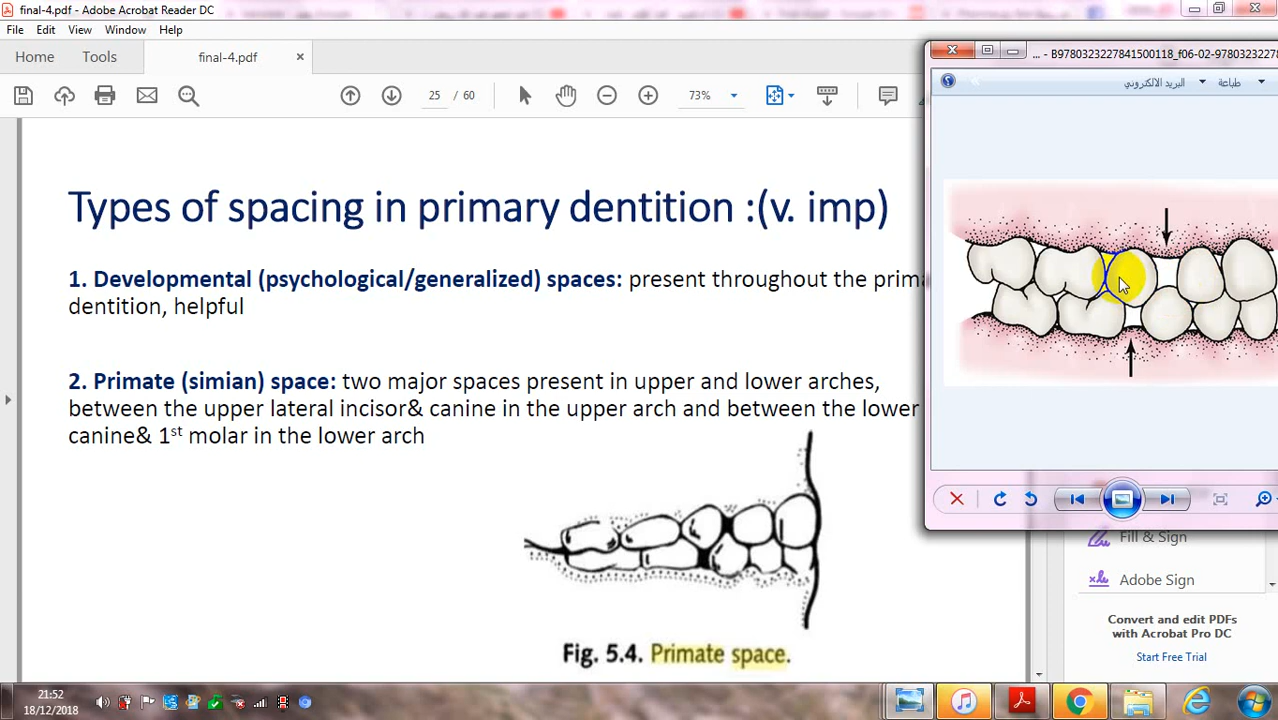 final-4.pdf - Adobe Acrobat Reader DC
File Edit View Window Help
Home Tools final-4.pdf ×
25 / 60 73%
Types of spacing in primary dentition :(v. imp)
1. Developmental (psychological/generalized) spaces: present throughout the prima
dentition, helpful
2. Primate (simian) space: two major spaces present in upper and lower arches,
between the upper lateral incisor& canine in the upper arch and between the lower
canine& 1st molar in the lower arch
Fig. 5.4. Primate space.
... - B9780323227841500118_f06-02-97803232278
طباعة البريد الالكتروني
Fill & Sign
Adobe Sign
Convert and edit PDFs
with Acrobat Pro DC
Start Free Trial
21:52
18/12/2018